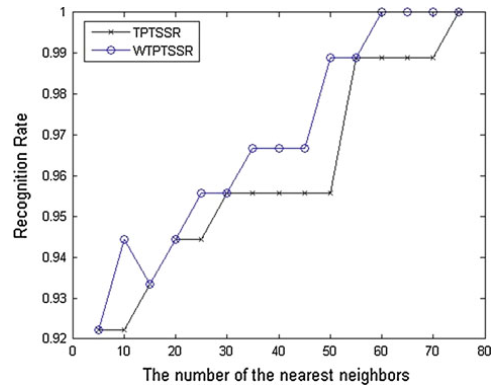 1
0.99
0.98
0.97
0.96
0.95
0.94
0.93
0.92
Recognition Rate
TPTSSR
WTPTSSR
0 10 20 30 40 50 60 70 80
The number of the nearest neighbors